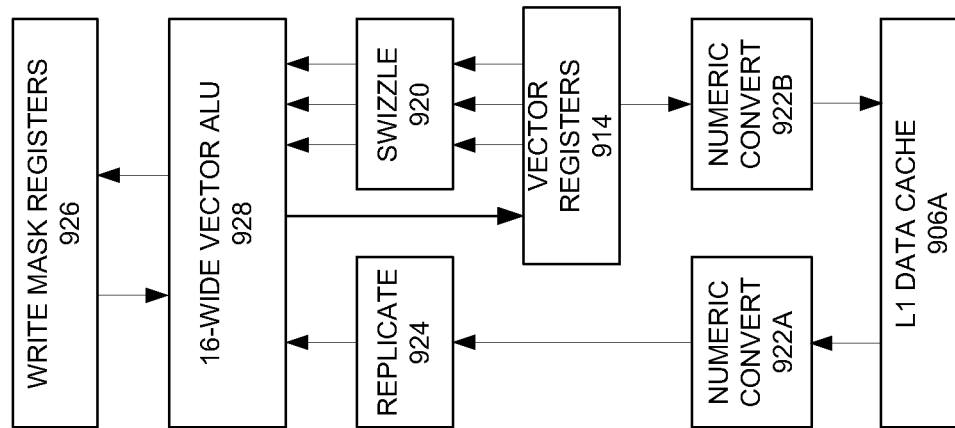 WRITE MASK REGISTERS
926
16-WIDE VECTOR ALU
928
REPLICATE
924
SWIZZLE
920
VECTOR
REGISTERS
914
NUMERIC
CONVERT
922A
NUMERIC
CONVERT
922B
L1 DATA CACHE
906A